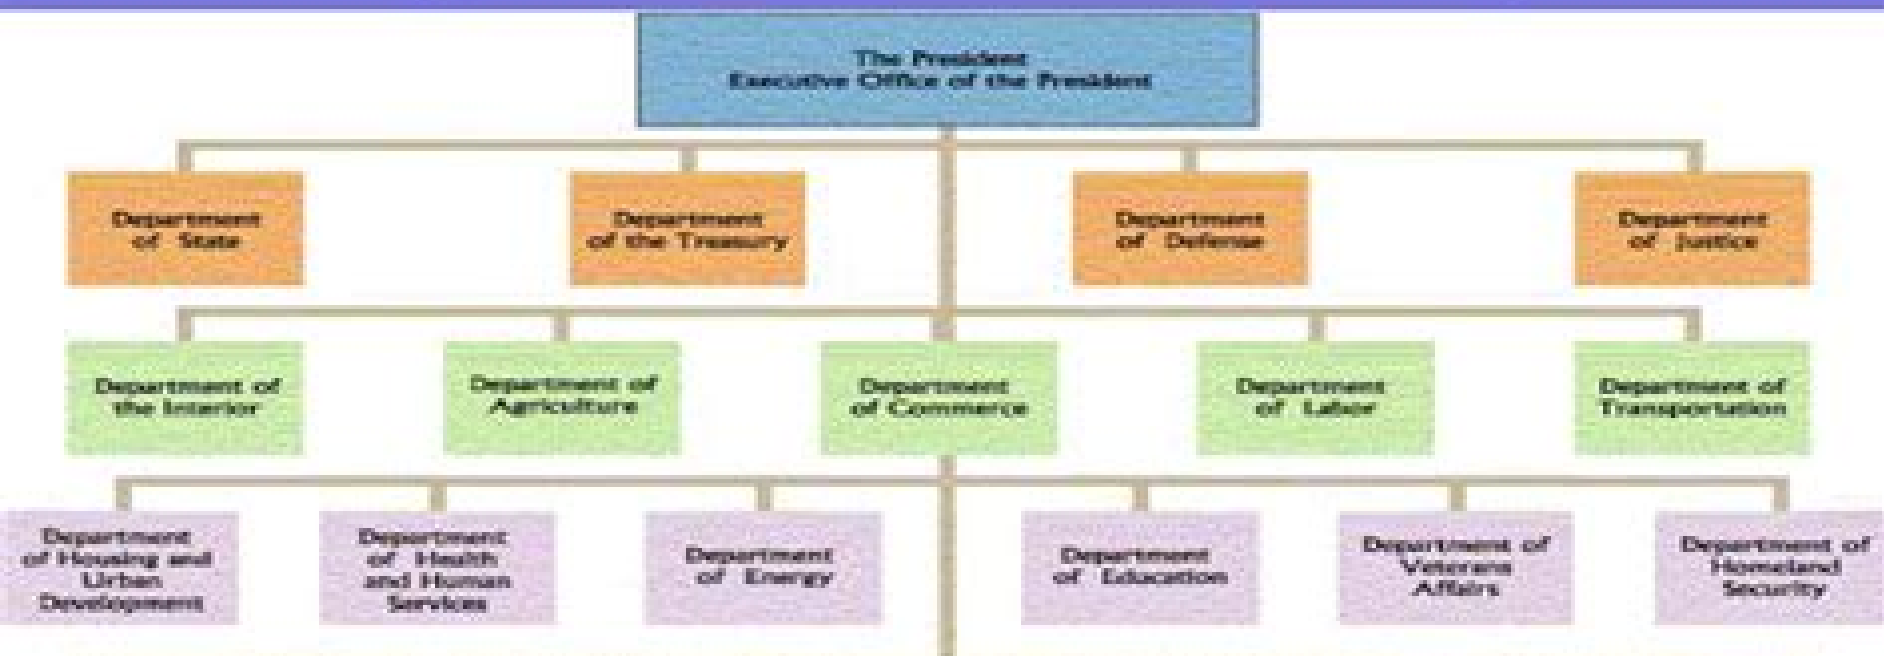 The President
Executive Office of the President
Department
of State
Department
of the Treasury
Department
of Defense
Department
of Justice
Department of
the Interior
Department of
Agriculture
Department
of Commerce
Department
of Labor
Department of
Transportation
Department
of Housing and
Urban
Development
Department
of Health
and Human
Services
Department
of Energy
Department
of Education
Department of
Veterans
Affairs
Department of
Homeland
Security